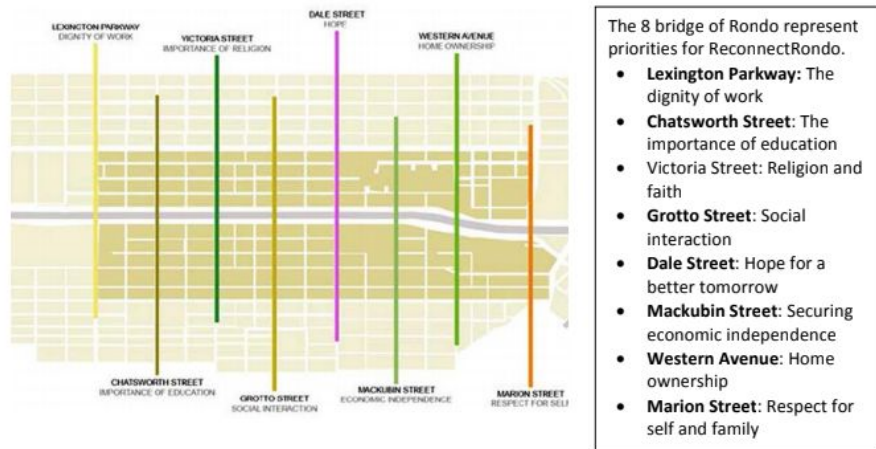 DALE STREET
HOPE
LEXINGTON PARKWAY
DIGNITY OF WORK
VICTORIA STREET
IMPORTANCE OF RELIGION
WESTERN AVENUE
HOME OWNERSHIP
CHATSWORTH STREET
IMPORTANCE OF EDUCATION
GROTTO STREET
SOCIAL INTERACTION
MACKUBIN STREET
ECONOMIC INDEPENDENCE
MARION STREET
RESPECT FOR SELF
The 8 bridge of Rondo represent
priorities for ReconnectRondo.
• Lexington Parkway: The
dignity of work
• Chatsworth Street: The
importance of education
• Victoria Street: Religion and
faith
• Grotto Street: Social
interaction
• Dale Street: Hope for a
better tomorrow
• Mackubin Street: Securing
economic independence
• Western Avenue: Home
ownership
• Marion Street: Respect for
self and family